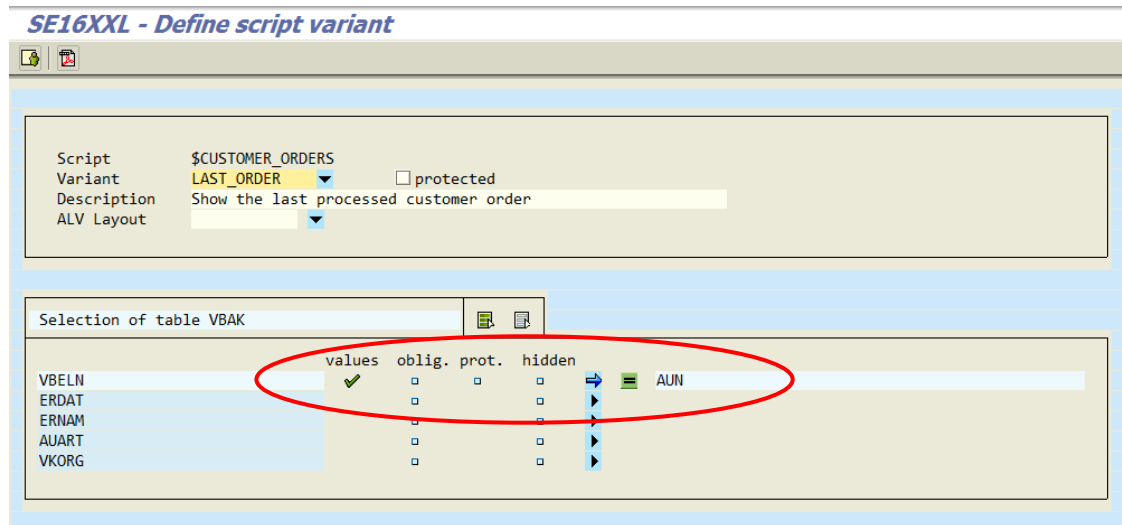 SE16XXL - Define script variant
Script $CUSTOMER_ORDERS
Variant LAST_ORDER protected
Description Show the last processed customer order
ALV Layout
Selection of table VBAK
values oblig. prot. hidden
VBELN = AUN
ERDAT
ERNAM
AUART
VKORG